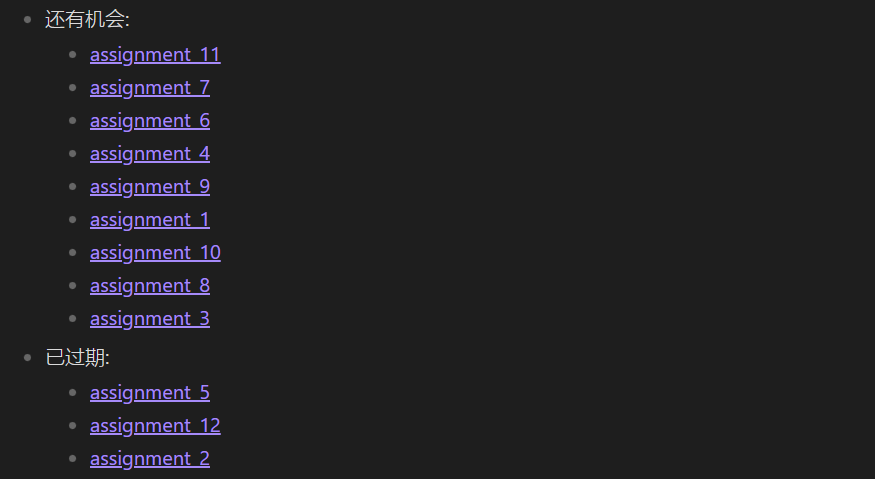 还有机会:
assignment_11
assignment_7
assignment_6
assignment_4
assignment_9
assignment_1
assignment_10
assignment_8
assignment_3
已过期:
assignment_5
assignment_12
assignment_2